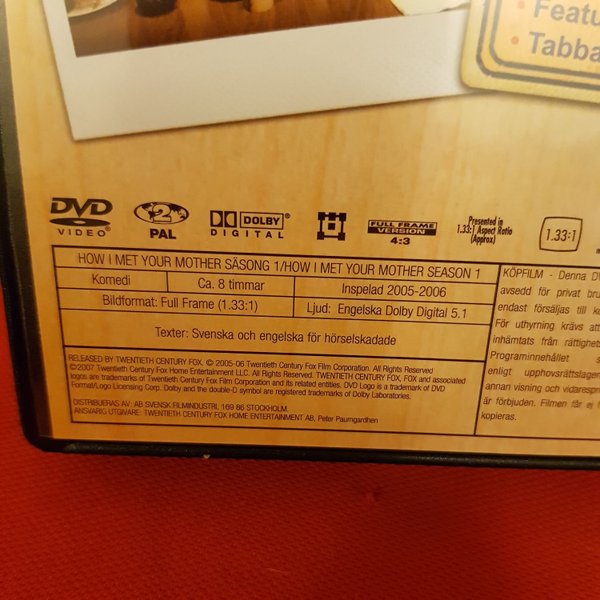 • Featu
• Tabba
DVD
VIDEO
2
PAL
DOLBY
DIGITAL
FULL FRAME
VERSION
4:3
Presented in
1.33:1 Aspect Ratio
(Approx)
1.33:1
HOW I MET YOUR MOTHER SÄSONG 1/HOW I MET YOUR MOTHER SEASON 1
Komedi
Ca. 8 timmar
Inspelad 2005-2006
Bildformat: Full Frame (1.33:1)
Ljud: Engelska Dolby Digital 5.1
Texter: Svenska och engelska för hörselskadade
RELEASED BY TWENTIETH CENTURY FOX. © 2005-06 Twentieth Century Fox Film Corporation. All Rights Reserved
©2007 Twentieth Century Fox Home Entertainment LLC. All Rights Reserved. TWENTIETH CENTURY FOX, FOX and associated
logos are trademarks of Twentieth Century Fox Film Corporation and its related entities. DVD Logo is a trademark of DVD
Format/Logo Licensing Corp. Dolby and the double-D symbol are registered trademarks of Dolby Laboratories.
DISTRIBUERAS AV: AB SVENSK FILMINDUSTRI, 169 86 STOCKHOLM.
ANSVARIG UTGIVARE: TWENTIETH CENTURY FOX HOME ENTERTAINMENT AB, Peter Paumgardhen
KÖPFILM - Denna D
avsedd för privat bru
endast försäljas till ko
För uthyrning krävs att
inhämtats från rättighet
Programinnehållet s
enligt upphovsrättslagen
annan visning och vidarespr
är förbjuden. Filmen får ej
kopieras.